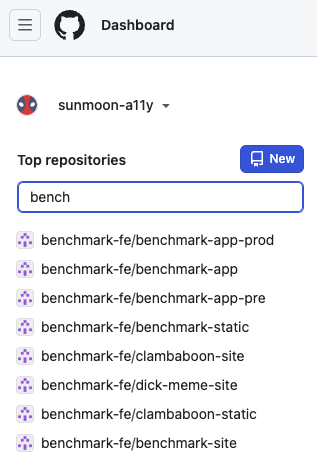 Dashboard
sunmoon-a11y
Top repositories
New
bench
benchmark-fe/benchmark-app-prod
benchmark-fe/benchmark-app
benchmark-fe/benchmark-app-pre
benchmark-fe/benchmark-static
benchmark-fe/clambaboon-site
benchmark-fe/dick-meme-site
benchmark-fe/clambaboon-static
benchmark-fe/benchmark-site